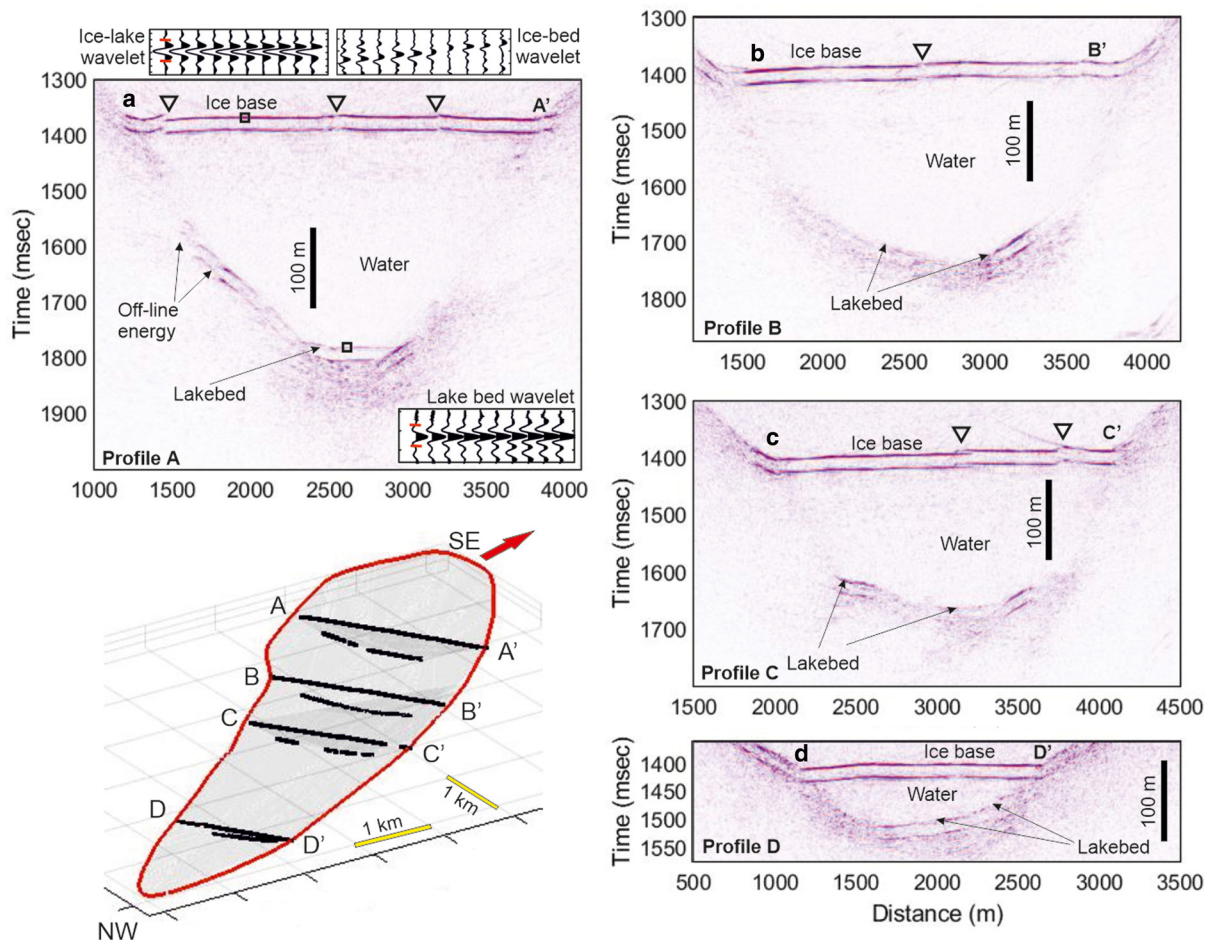 Ice-lake
wavelet
Ice-bed
wavelet
1300
1400
1500
1600
1700
1800
1900
Time (msec)
a
Ice base
A'
Water
100 m
Off-line
energy
Lakebed
Lake bed wavelet
Profile A
1000
1500
2000
2500
3000
3500
4000
1300
1400
1500
1600
1700
1800
Time (msec)
b
Ice base
B'
100 m
Water
Lakebed
Profile B
1500
2000
2500
3000
3500
4000
1300
1400
1500
1600
1700
Time (msec)
c
Ice base
C'
100 m
Water
Lakebed
Profile C
1500
2000
2500
3000
3500
4000
4500
1400
1450
1500
1550
Time (msec)
d
Ice base
D'
Water
100 m
Lakebed
Profile D
500
1000
1500
2000
2500
3000
3500
Distance (m)
SE
A
A'
B
B'
C
C'
D
D'
1 km
1 km
NW